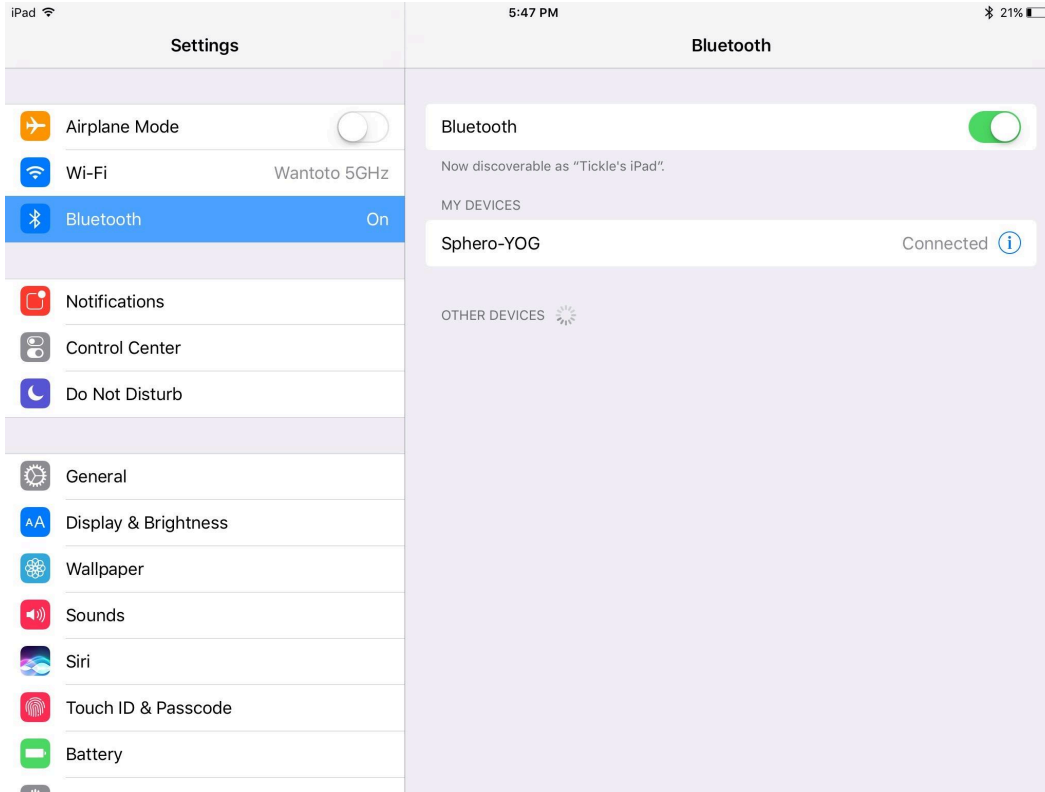 iPad 5:47 PM 21%
Settings
Bluetooth
Airplane Mode
Wi-Fi Wantoto 5GHz
Bluetooth On
Notifications
Control Center
Do Not Disturb
General
AA Display & Brightness
Wallpaper
Sounds
Siri
Touch ID & Passcode
Battery
Bluetooth
Now discoverable as “Tickle's iPad”.
MY DEVICES
Sphero-YOG Connected i
OTHER DEVICES